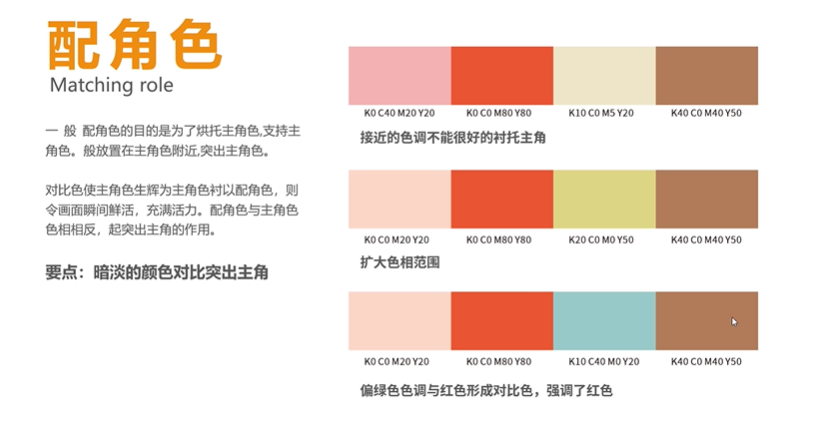 配角色
Matching role
一 般 配角色的目的是为了烘托主角色,支持主
角色。般放置在主角色附近,突出主角色。
对比色使主角色生辉为主角色衬以配角色，则
令画面瞬间鲜活，充满活力。配角色与主角色
色相相反，起突出主角的作用。
要点：暗淡的颜色对比突出主角
K0 C40 M20 Y20 K0 C0 M80 Y80 K10 C0 M5 Y20 K40 C0 M40 Y50
接近的色调不能很好的衬托主角
K0 C0 M20 Y20 K0 C0 M80 Y80 K20 C0 M0 Y50 K40 C0 M40 Y50
扩大色相范围
K0 C0 M20 Y20 K0 C0 M80 Y80 K10 C40 M0 Y20 K40 C0 M40 Y50
偏绿色色调与红色形成对比色，强调了红色